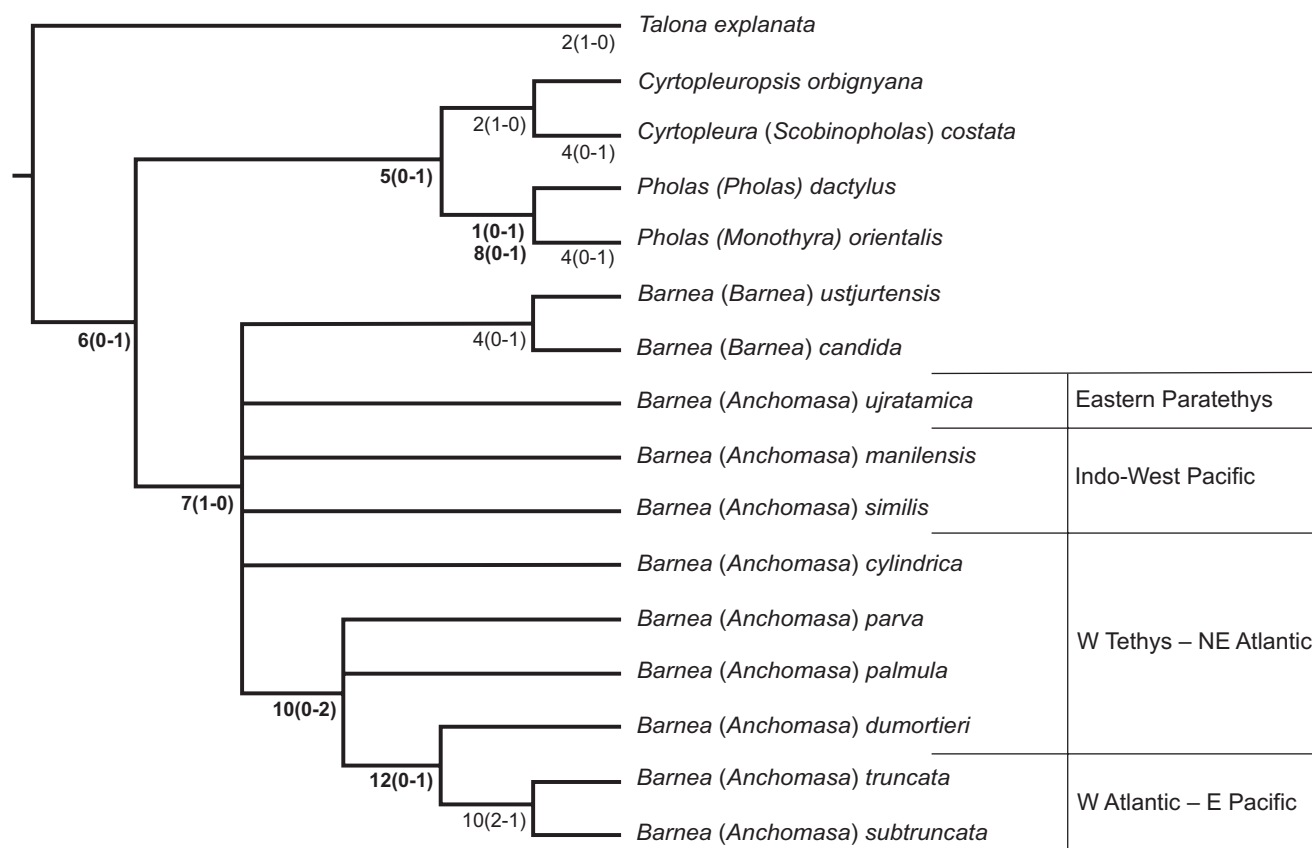 Talona explanata
2(1-0)
Cyrtopleuropsis orbignyana
2(1-0)
Cyrtopleura (Scobinopholas) costata
4(0-1)
5(0-1)
Pholas (Pholas) dactylus
1(0-1)
8(0-1)
Pholas (Monothyra) orientalis
4(0-1)
Barnea (Barnea) ustjurtensis
6(0-1)
4(0-1)
Barnea (Barnea) candida
Barnea (Anchomasa) ujratamica
Eastern Paratethys
Barnea (Anchomasa) manilensis
Indo-West Pacific
7(1-0)
Barnea (Anchomasa) similis
Barnea (Anchomasa) cylindrica
Barnea (Anchomasa) parva
W Tethys – NE Atlantic
Barnea (Anchomasa) palmula
10(0-2)
Barnea (Anchomasa) dumortieri
12(0-1)
Barnea (Anchomasa) truncata
W Atlantic – E Pacific
10(2-1)
Barnea (Anchomasa) subtruncata